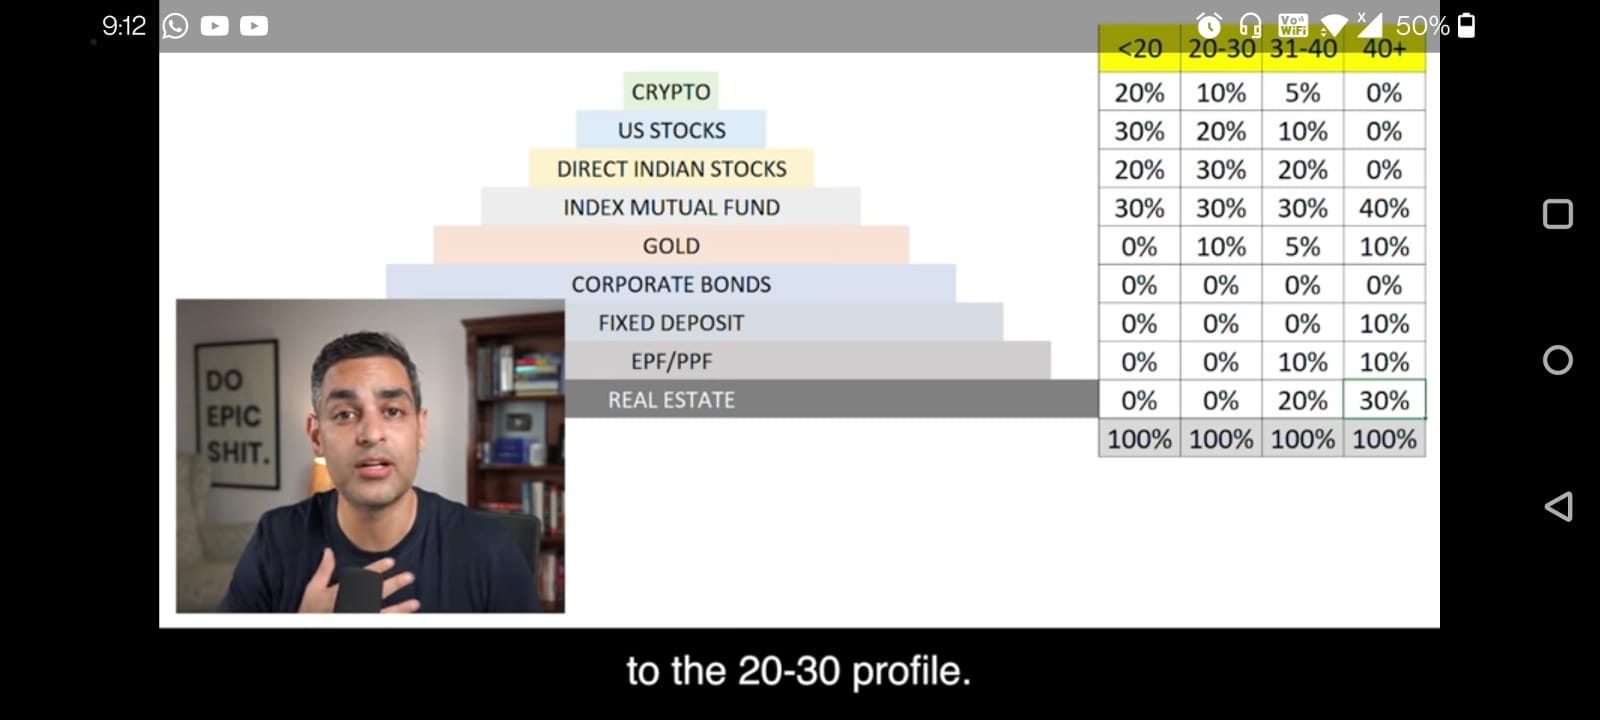 9:12
Vo))
WiFi
X
50%
<20 20-30 31-40 40+
CRYPTO 20% 10% 5% 0%
US STOCKS 30% 20% 10% 0%
DIRECT INDIAN STOCKS 20% 30% 20% 0%
INDEX MUTUAL FUND 30% 30% 30% 40%
GOLD 0% 10% 5% 10%
CORPORATE BONDS 0% 0% 0% 0%
FIXED DEPOSIT 0% 0% 0% 10%
EPF/PPF 0% 0% 10% 10%
REAL ESTATE 0% 0% 20% 30%
100% 100% 100% 100%
DO
EPIC
SHIT.
to the 20-30 profile.